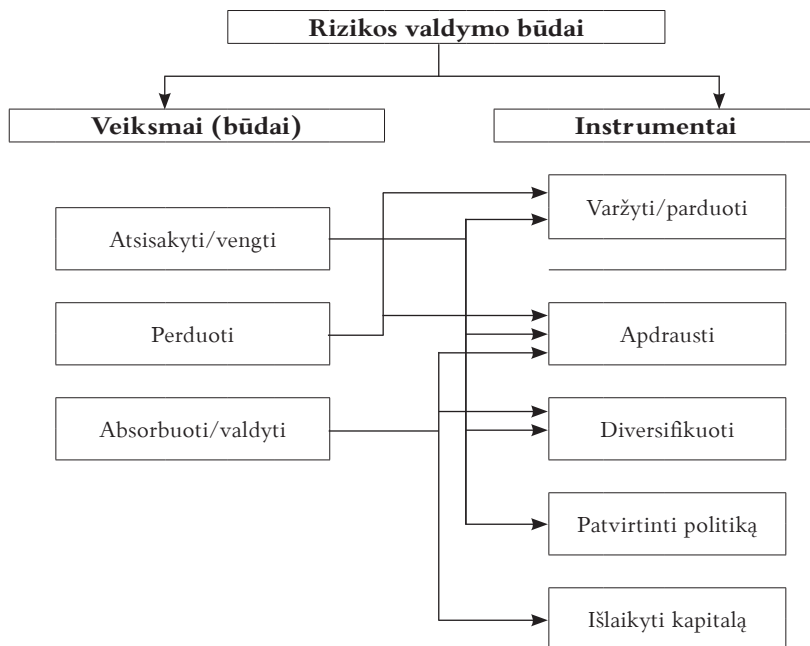 Rizikos valdymo būdai
Veiksmai (būdai)
Instrumentai
Atsisakyti/vengti
Perduoti
Absorbuoti/valdyti
Varžyti/parduoti
Apdrausti
Diversifikuoti
Patvirtinti politiką
Išlaikyti kapitalą